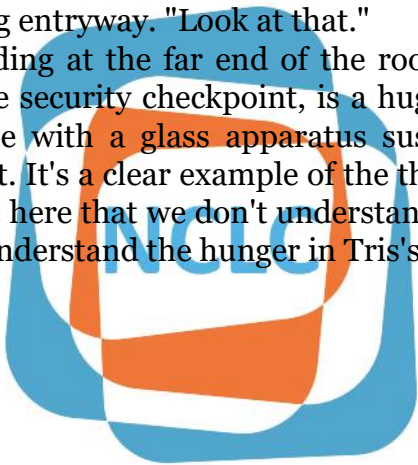 g entryway. "Look at that."
ding at the far end of the roo
e security checkpoint, is a hug
e with a glass apparatus sus
t. It's a clear example of the th
e here that we don't understan
nderstand the hunger in Tris's
NCLC